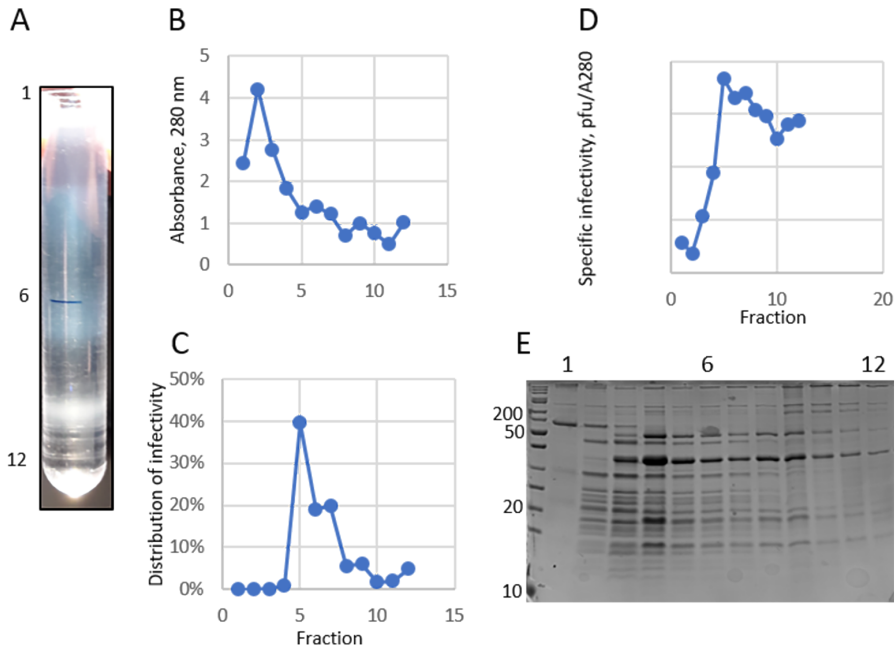 A
1
6
12
B
Absorbance, 280 nm
5
4
3
2
1
0
0 5 10 15
C
Distribution of infectivity
50%
40%
30%
20%
10%
0%
0 5 10 15
Fraction
D
Specific infectivity, pfu/A280
0 10 20
Fraction
E
1 6 12
200
50
20
10